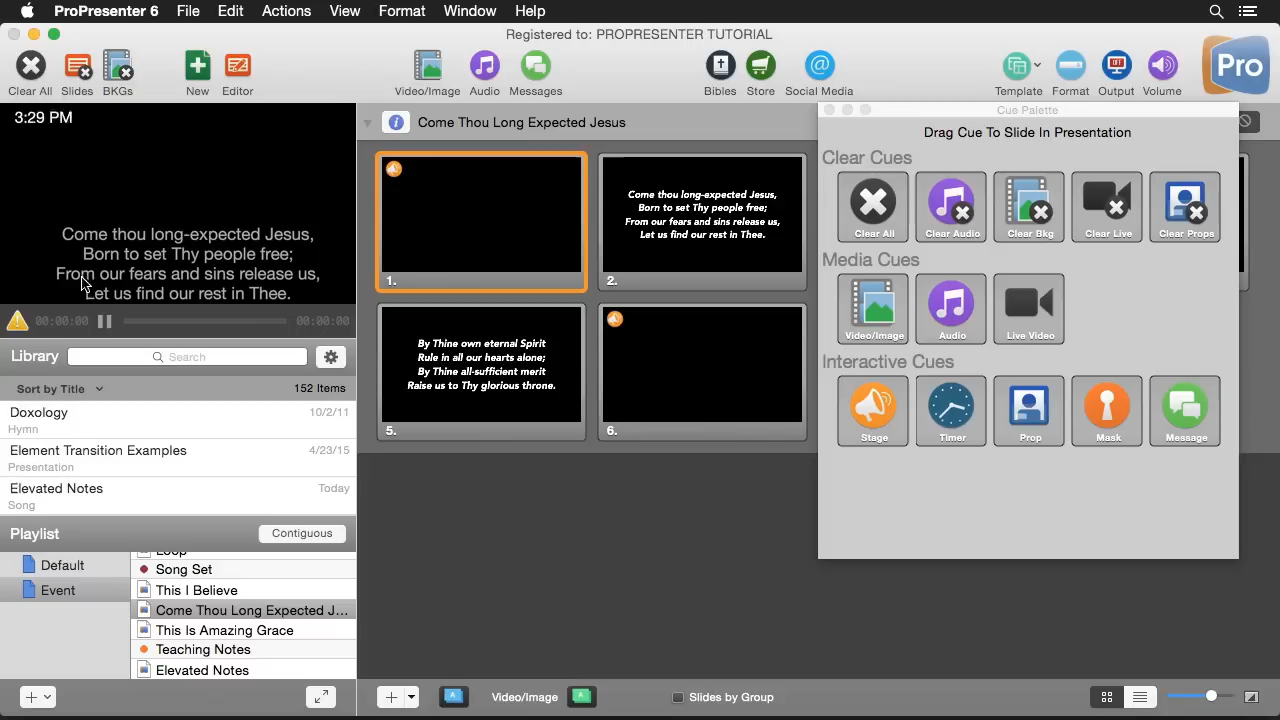 ProPresenter 6 File Edit Actions View Format Window Help
Registered to: PROPRESENTER TUTORIAL
Clear All Slides BKGs New Editor Video/Image Audio Messages Bibles Store Social Media Template Format Output Volume
Pro
3:29 PM
Come thou long-expected Jesus,
Born to set Thy people free;
From our fears and sins release us,
Let us find our rest in Thee.
00:00:00 00:00:00
Library Search
Sort by Title 152 Items
Doxology 10/2/11
Hymn
Element Transition Examples 4/23/15
Presentation
Elevated Notes Today
Song
Playlist Contiguous
Default
Event
Loop
Song Set
This I Believe
Come Thou Long Expected J...
This Is Amazing Grace
Teaching Notes
Elevated Notes
Come Thou Long Expected Jesus
1.
Come thou long-expected Jesus,
Born to set Thy people free;
From our fears and sins release us,
Let us find our rest in Thee.
2.
By Thine own eternal Spirit
Rule in all our hearts alone;
By Thine all-sufficient merit
Raise us to Thy glorious throne.
5.
6.
Cue Palette
Drag Cue To Slide In Presentation
Clear Cues
Clear All Clear Audio Clear Bkg Clear Live Clear Props
Media Cues
Video/Image Audio Live Video
Interactive Cues
Stage Timer Prop Mask Message
Video/Image Slides by Group